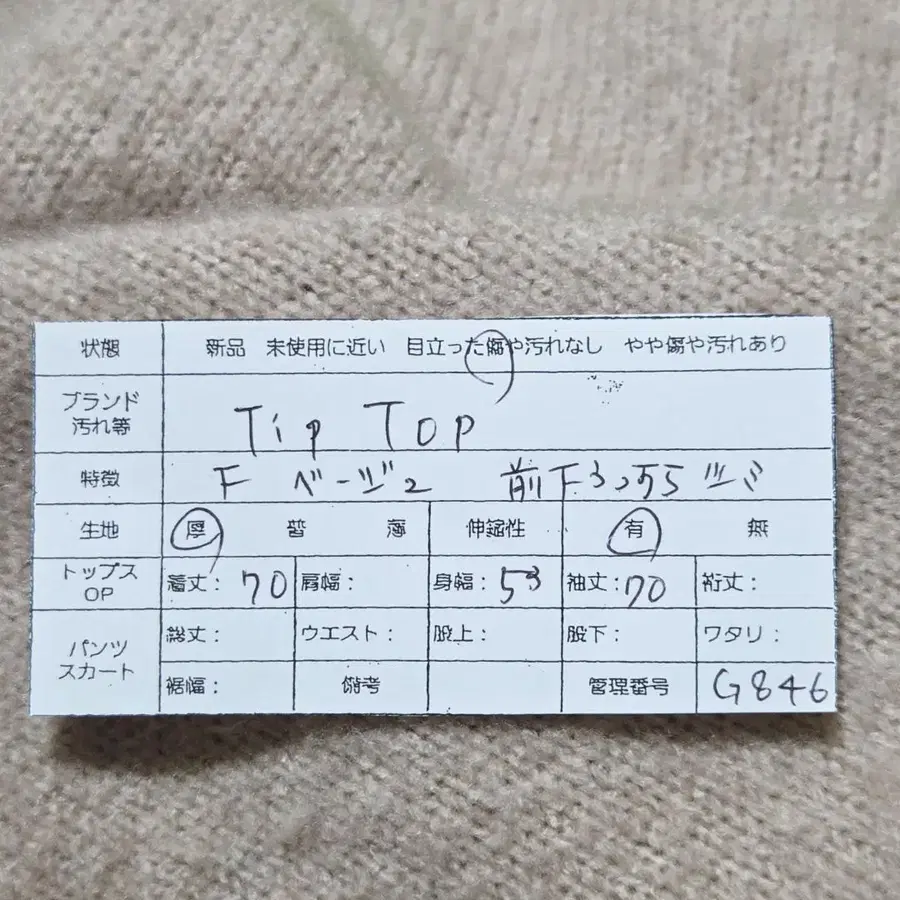 状態 新品 未使用に近い 目立った傷や汚れなし やや傷や汚れあり
ブランド
汚れ等 Tip Top
特徴 F ベージュ 前下
生地 厚 普 薄 伸縮性 有 無
トップス
OP 着丈: 70 肩幅: 身幅: 53 袖丈: 70 裄丈:
パンツ
スカート 総丈: ウエスト: 股上: 股下: ワタリ:
裾幅: 備考 管理番号 G846